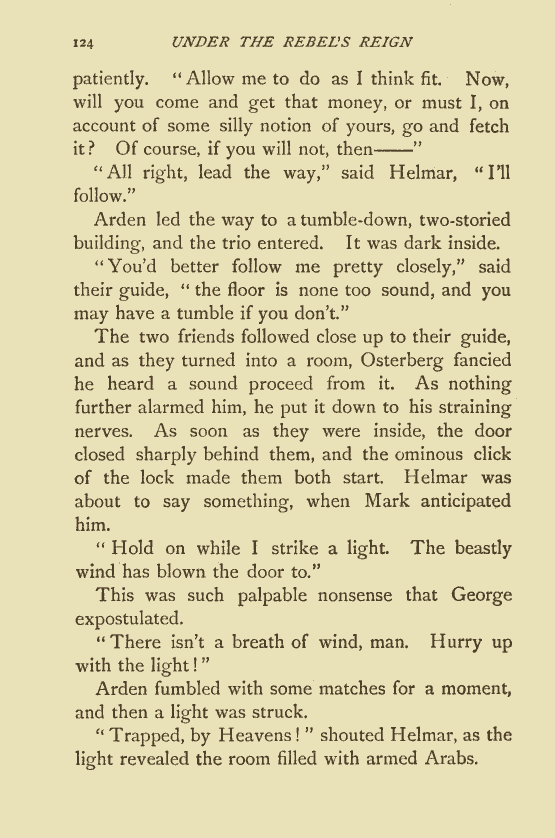 124 UNDER THE REBEL'S REIGN
patiently. "Allow me to do as I think fit. Now,
will you come and get that money, or must I, on
account of some silly notion of yours, go and fetch
it? Of course, if you will not, then——"
"All right, lead the way," said Helmar, "I'll
follow."
Arden led the way to a tumble-down, two-storied
building, and the trio entered. It was dark inside.
"You'd better follow me pretty closely," said
their guide, "the floor is none too sound, and you
may have a tumble if you don't."
The two friends followed close up to their guide,
and as they turned into a room, Osterberg fancied
he heard a sound proceed from it. As nothing
further alarmed him, he put it down to his straining
nerves. As soon as they were inside, the door
closed sharply behind them, and the ominous click
of the lock made them both start. Helmar was
about to say something, when Mark anticipated
him.
"Hold on while I strike a light. The beastly
wind has blown the door to."
This was such palpable nonsense that George
expostulated.
"There isn't a breath of wind, man. Hurry up
with the light!"
Arden fumbled with some matches for a moment,
and then a light was struck.
"Trapped, by Heavens!" shouted Helmar, as the
light revealed the room filled with armed Arabs.